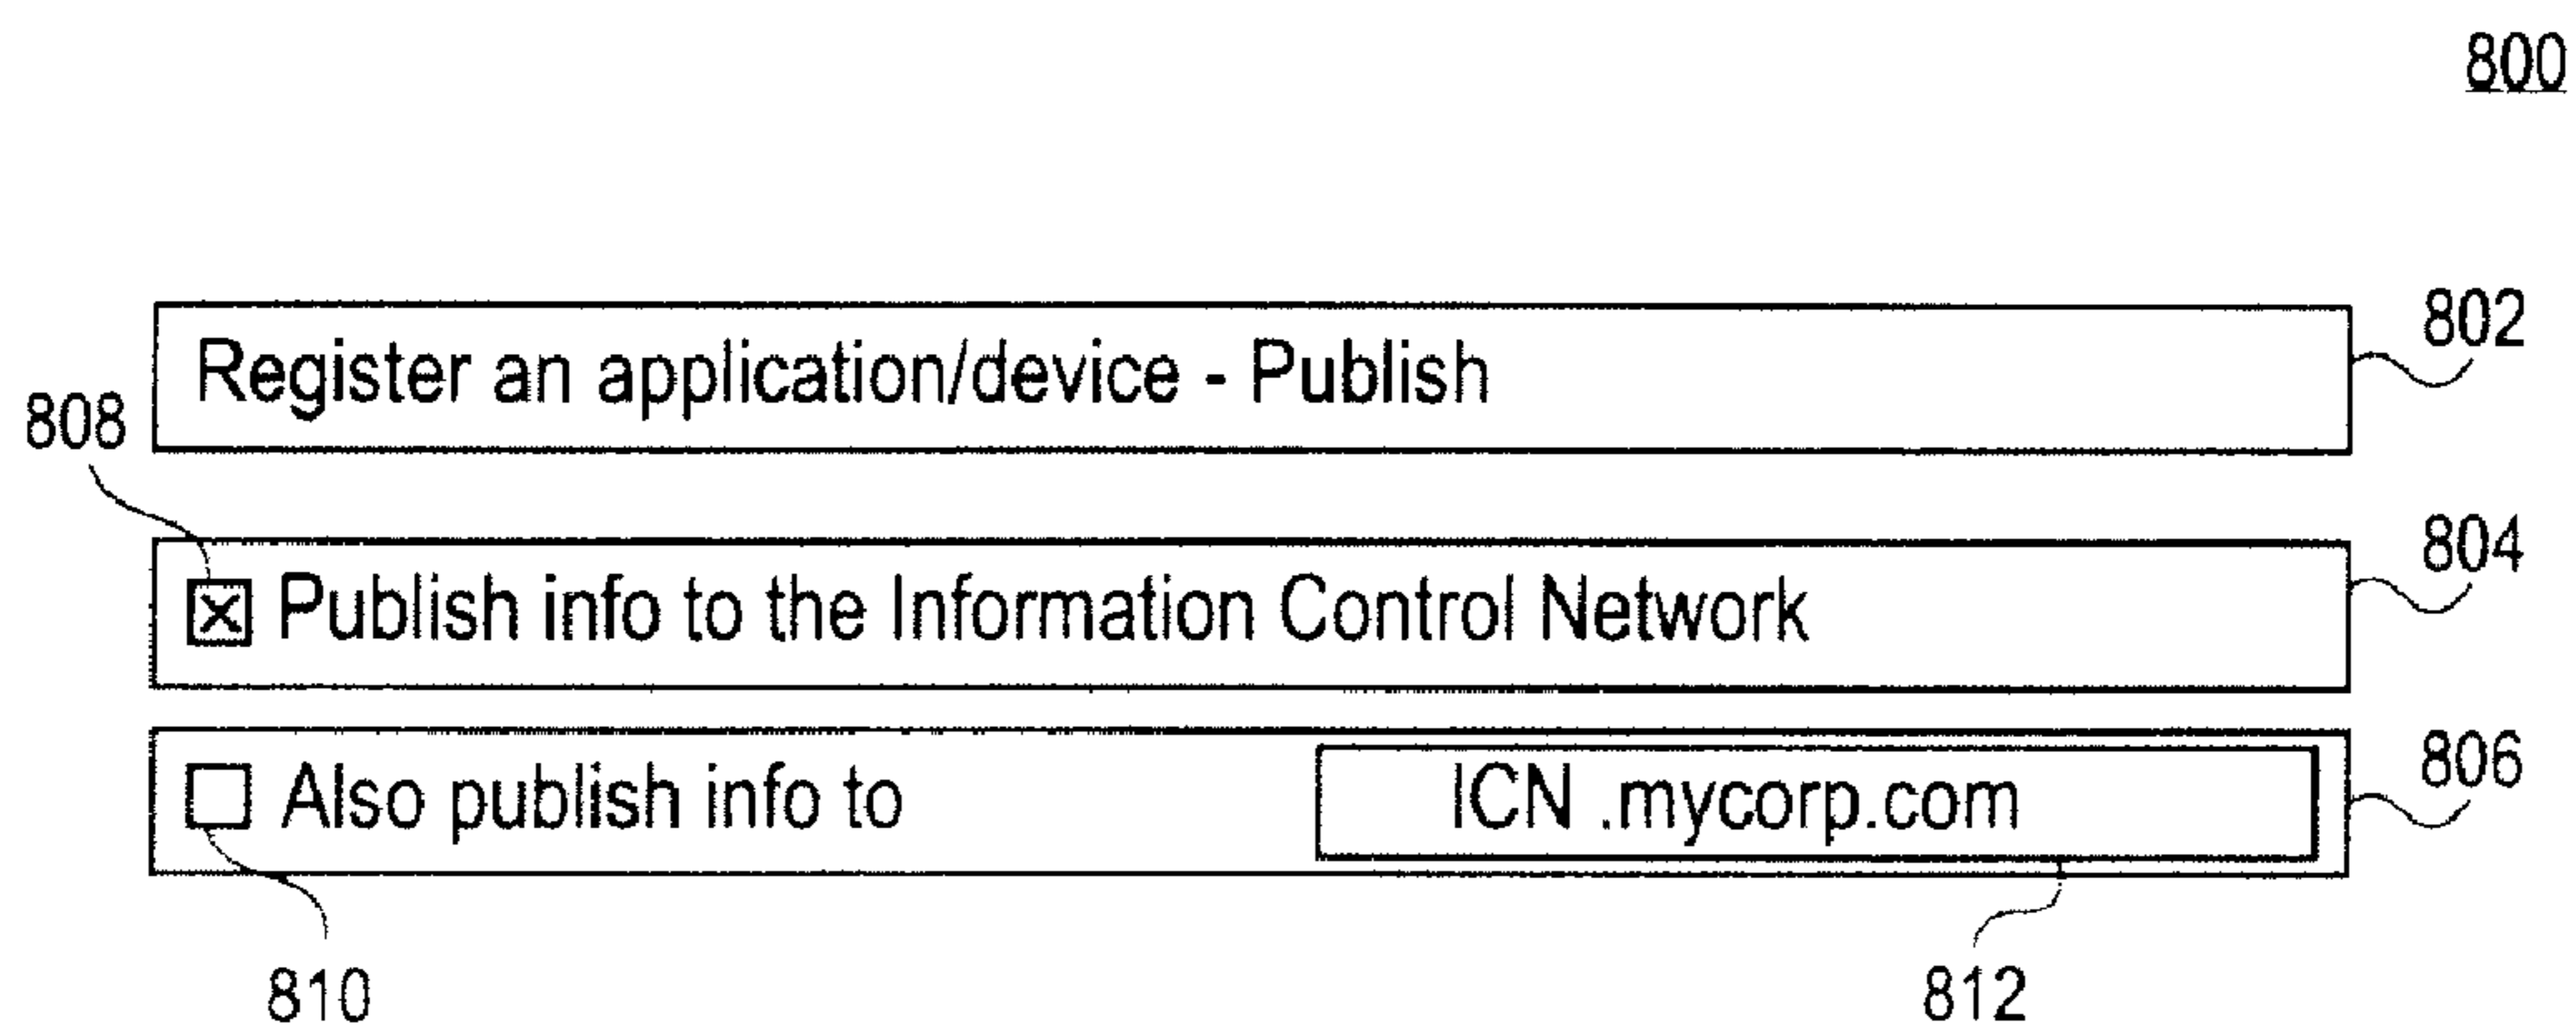 800
802
Register an application/device - Publish
808
804
Publish info to the Information Control Network
806
Also publish info to ICN .mycorp.com
810 812